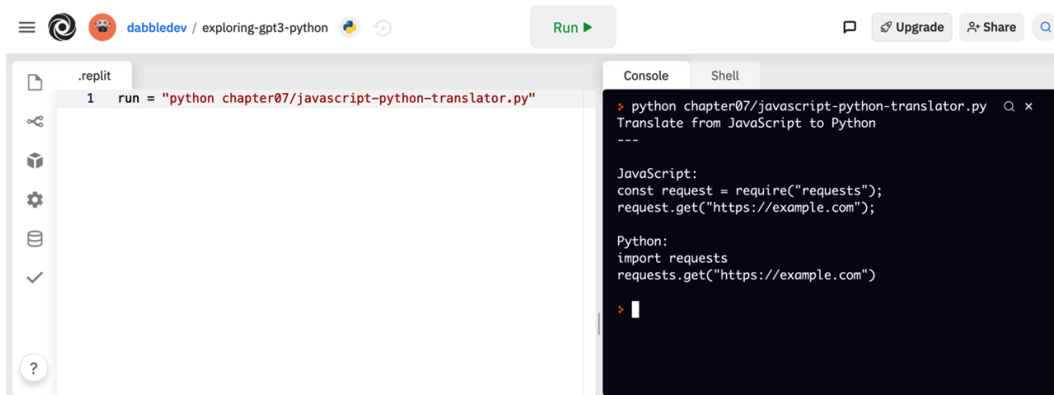 dabbledev / exploring-gpt3-python
Run
Upgrade
Share
.replit
1 run = "python chapter07/javascript-python-translator.py"
?
Console
Shell
> python chapter07/javascript-python-translator.py
Translate from JavaScript to Python
---
JavaScript:
const request = require("requests");
request.get("https://example.com");
Python:
import requests
requests.get("https://example.com")
>